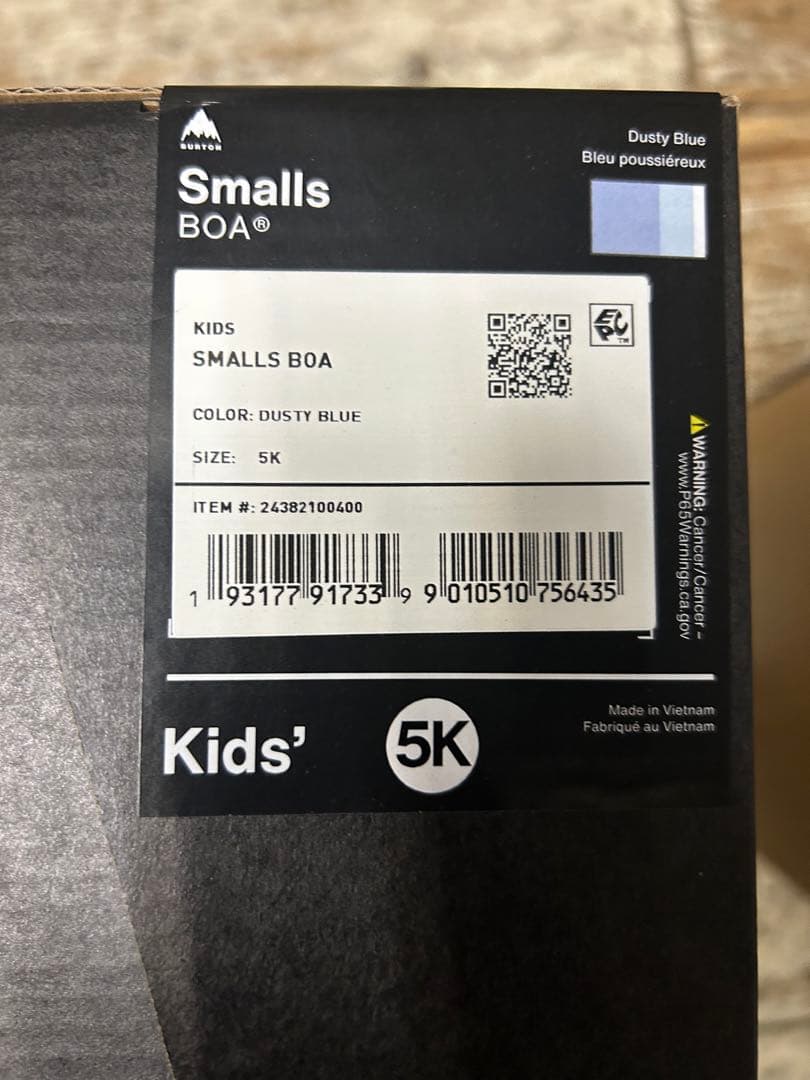 BURTON
Smalls
BOA®
Dusty Blue
Bleu poussiéreux
KIDS
SMALLS BOA
EPC™
COLOR: DUSTY BLUE
SIZE: 5K
ITEM #: 24382100400
1 93177 91733 9
9 010510 756435
⚠WARNING: Cancer/Cancer -
www.P65Warnings.ca.gov
Kids’
5K
Made in Vietnam
Fabriqué au Vietnam